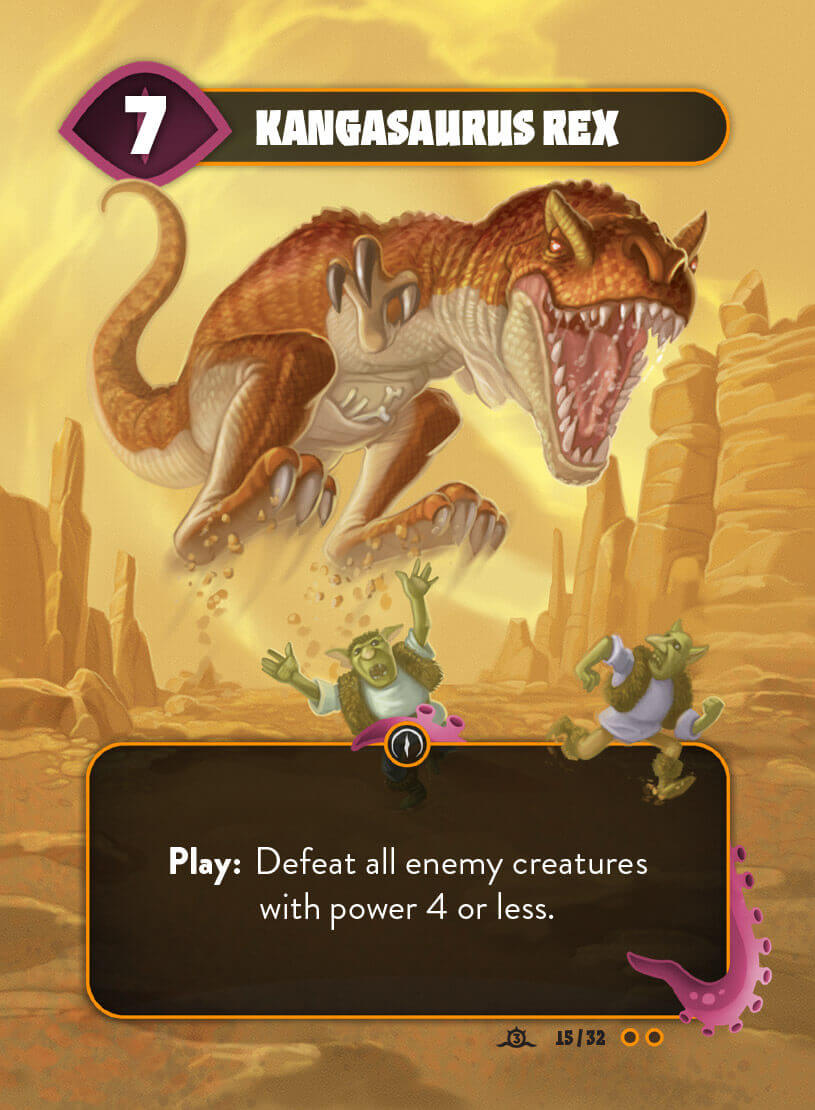 7
KANGASAURUS REX
Play: Defeat all enemy creatures
with power 4 or less.
3 15/32